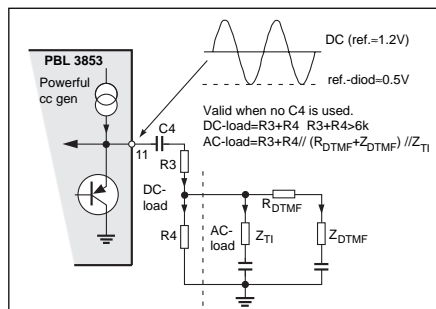 PBL 3853
Powerful
cc gen
DC (ref.≈1.2V)
ref.-diod≈0.5V
Valid when no C4 is used.
DC-load=R3+R4 R3+R4>6k
AC-load=R3+R4// (RDTMF+ZDTMF) //ZTI
C4
11
R3
DC-
load
RDTMF
R4
AC-
load
ZTI
ZDTMF